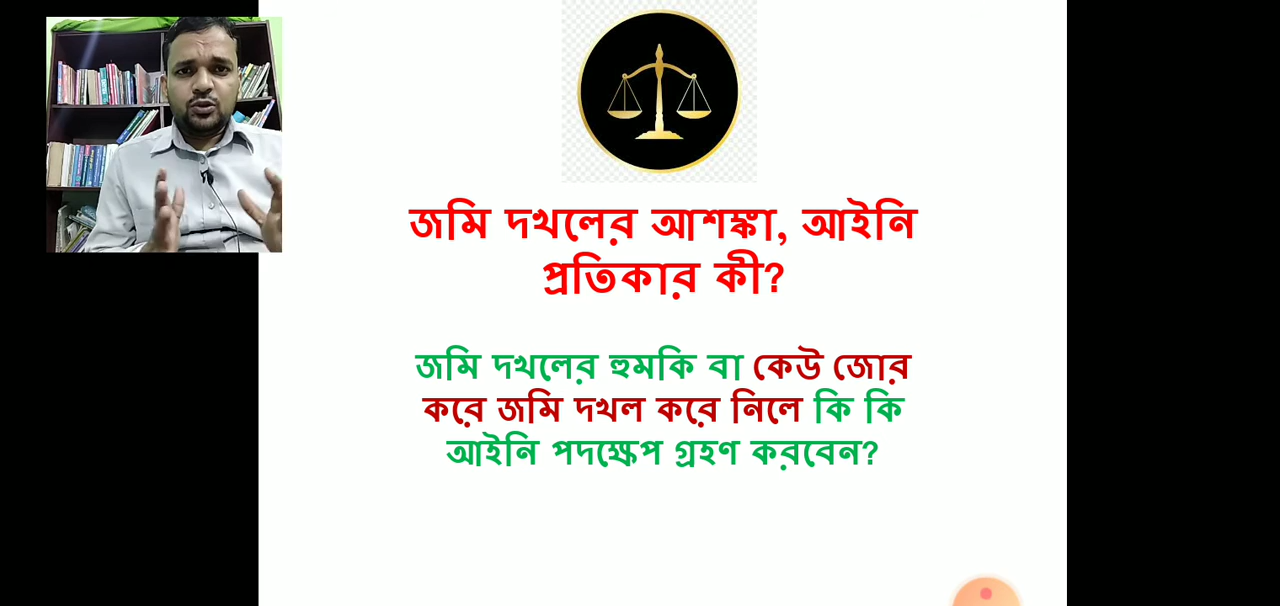 জমি দখলের আশঙ্কা, আইনি
প্রতিকার কী?
জমি দখলের হুমকি বা কেউ জোর
করে জমি দখল করে নিলে কি কি
আইনি পদক্ষেপ গ্রহণ করবেন?